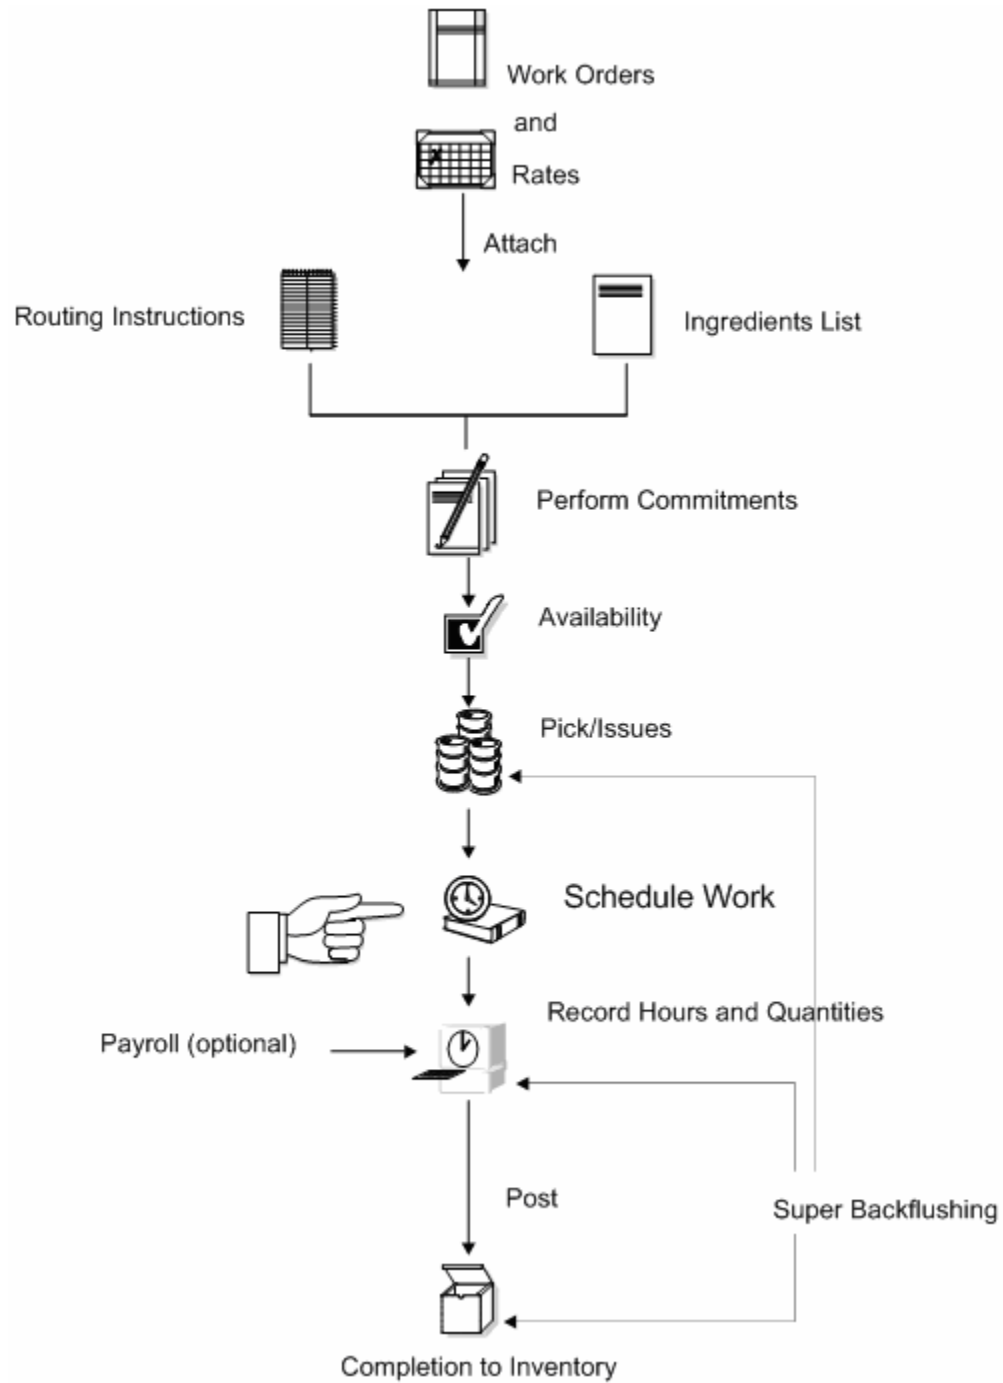 Work Orders
and
Rates
Attach
Routing Instructions
Ingredients List
Perform Commitments
Availability
Pick/Issues
Schedule Work
Record Hours and Quantities
Payroll (optional)
Post
Super Backflushing
Completion to Inventory